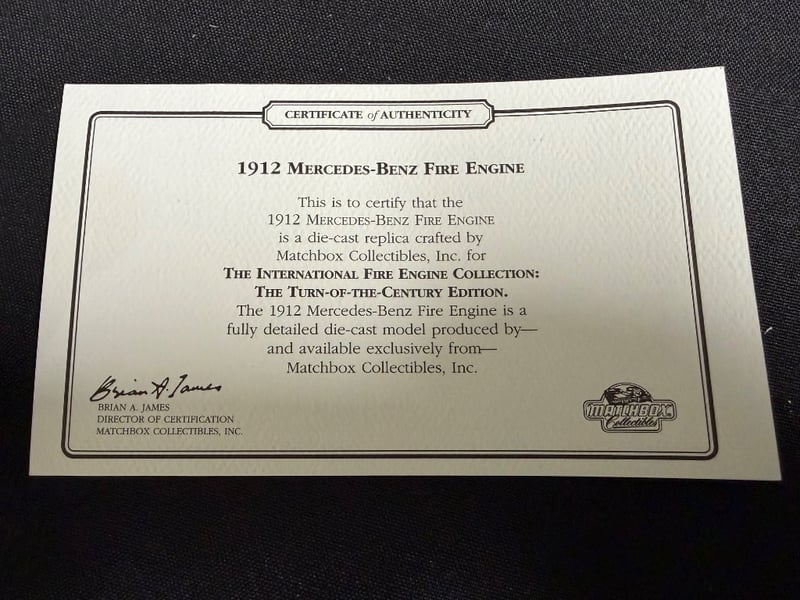 CERTIFICATE of AUTHENTICITY
1912 MERCEDES-BENZ FIRE ENGINE
This is to certify that the
1912 MERCEDES-BENZ FIRE ENGINE
is a die-cast replica crafted by
Matchbox Collectibles, Inc. for
THE INTERNATIONAL FIRE ENGINE COLLECTION:
THE TURN-OF-THE-CENTURY EDITION.
The 1912 Mercedes-Benz Fire Engine is a
fully detailed die-cast model produced by—
and available exclusively from—
Matchbox Collectibles, Inc.
Brian A. James
BRIAN A. JAMES
DIRECTOR OF CERTIFICATION
MATCHBOX COLLECTIBLES, INC.
MATCHBOX
Collectibles